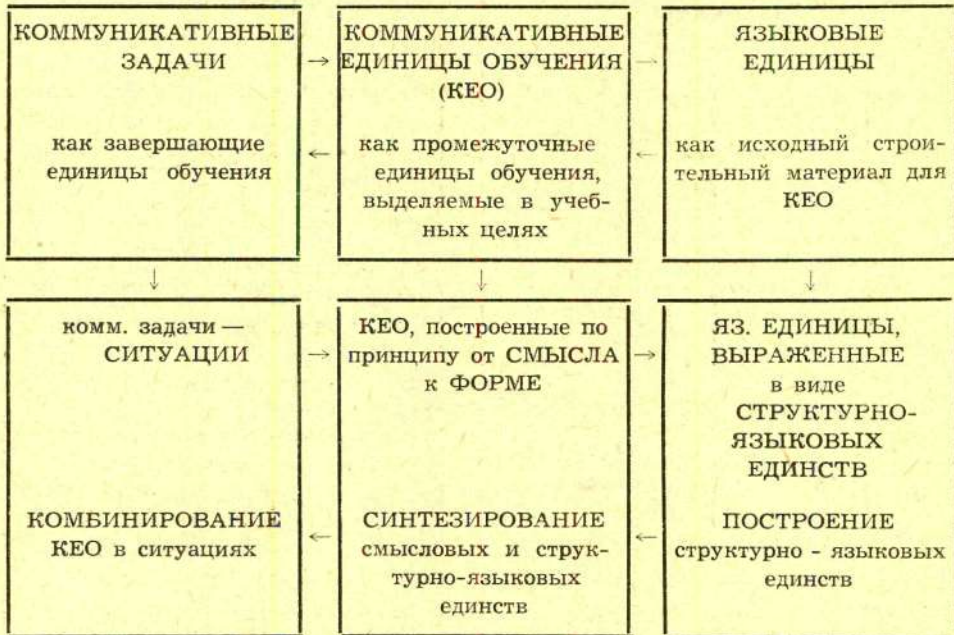 КОММУНИКАТИВНЫЕ
ЗАДАЧИ
как завершающие
единицы обучения
→
←
КОММУНИКАТИВНЫЕ
ЕДИНИЦЫ ОБУЧЕНИЯ
(КЕО)
как промежуточные
единицы обучения,
выделяемые в учеб-
ных целях
→
←
ЯЗЫКОВЫЕ
ЕДИНИЦЫ
как исходный строи-
тельный материал для
КЕО
↓
↓
↓
комм. задачи —
СИТУАЦИИ
КОМБИНИРОВАНИЕ
КЕО в ситуациях
→
←
КЕО, построенные по
принципу от СМЫСЛА
к ФОРМЕ
СИНТЕЗИРОВАНИЕ
смысловых и струк-
турно-языковых
единств
→
←
ЯЗ. ЕДИНИЦЫ,
ВЫРАЖЕННЫЕ
в виде
СТРУКТУРНО-
ЯЗЫКОВЫХ
ЕДИНСТВ
ПОСТРОЕНИЕ
структурно - языковых
единств